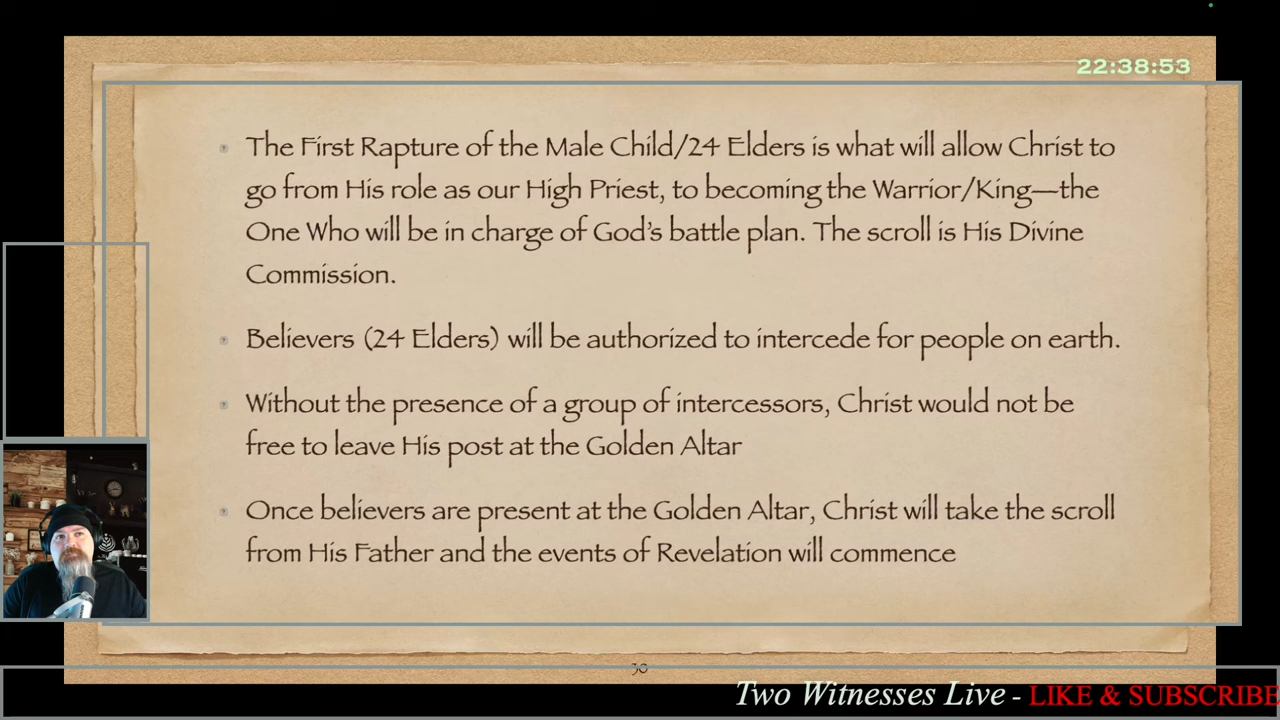 22:38:53
The First Rapture of the Male Child/24 Elders is what will allow Christ to
go from His role as our High Priest, to becoming the Warrior/King—the
One Who will be in charge of God's battle plan. The scroll is His Divine
Commission.
Believers (24 Elders) will be authorized to intercede for people on earth.
Without the presence of a group of intercessors, Christ would not be
free to leave His post at the Golden Altar
Once believers are present at the Golden Altar, Christ will take the scroll
from His Father and the events of Revelation will commence
30
Two Witnesses Live - LIKE & SUBSCRIBE